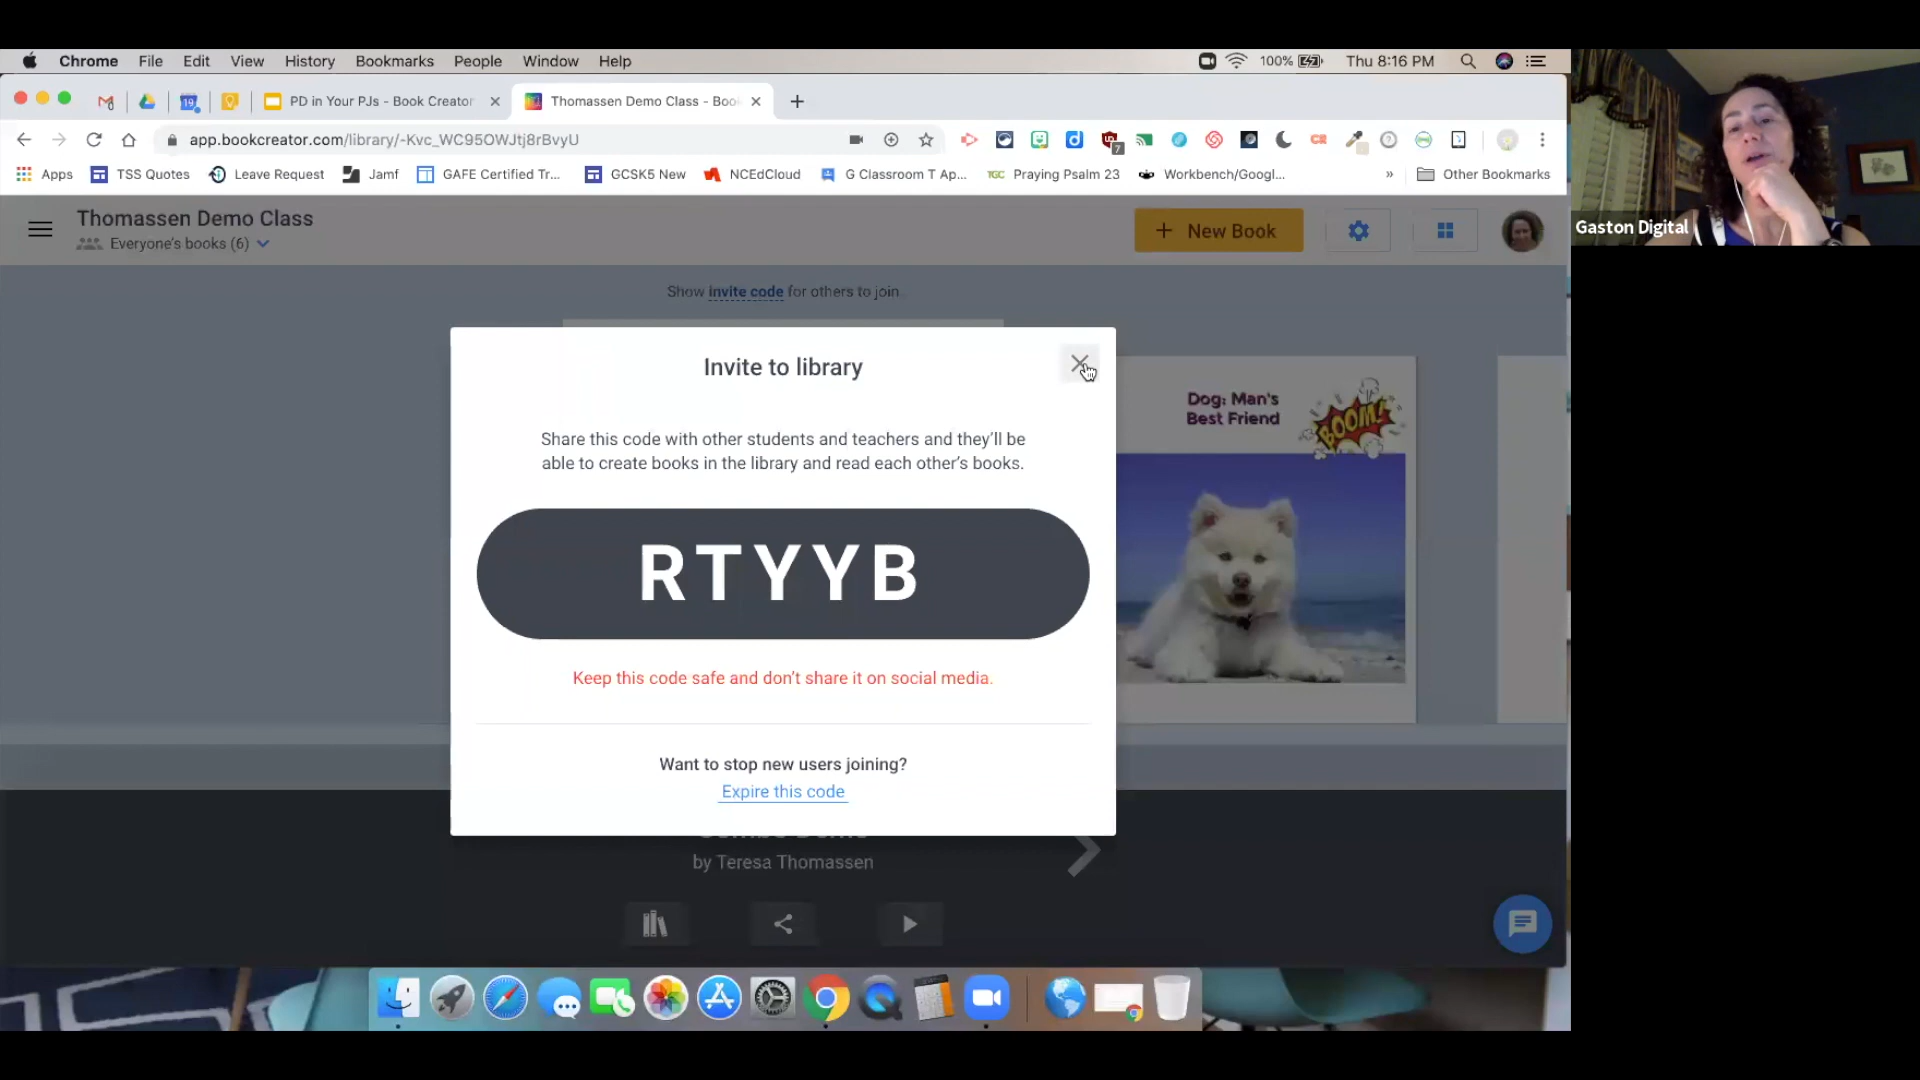 Chrome File Edit View History Bookmarks People Window Help 100% Thu 8:16 PM
19 PD in Your PJs - Book Creator Thomassen Demo Class - Boo
app.bookcreator.com/library/-Kvc_WC95OWJtj8rBvyU 7 CR
Apps TSS Quotes Leave Request Jamf GAFE Certified Tr... GCSK5 New NCEdCloud G Classroom T Ap... TGC Praying Psalm 23 Workbench/Googl... » Other Bookmarks
Thomassen Demo Class
Everyone's books (6)
+ New Book
Gaston Digital
Show invite code for others to join.
Invite to library
Share this code with other students and teachers and they'll be
able to create books in the library and read each other's books.
RTYYB
Keep this code safe and don't share it on social media.
Want to stop new users joining?
Expire this code
Dog: Man's
Best Friend
BOOM!
by Teresa Thomassen